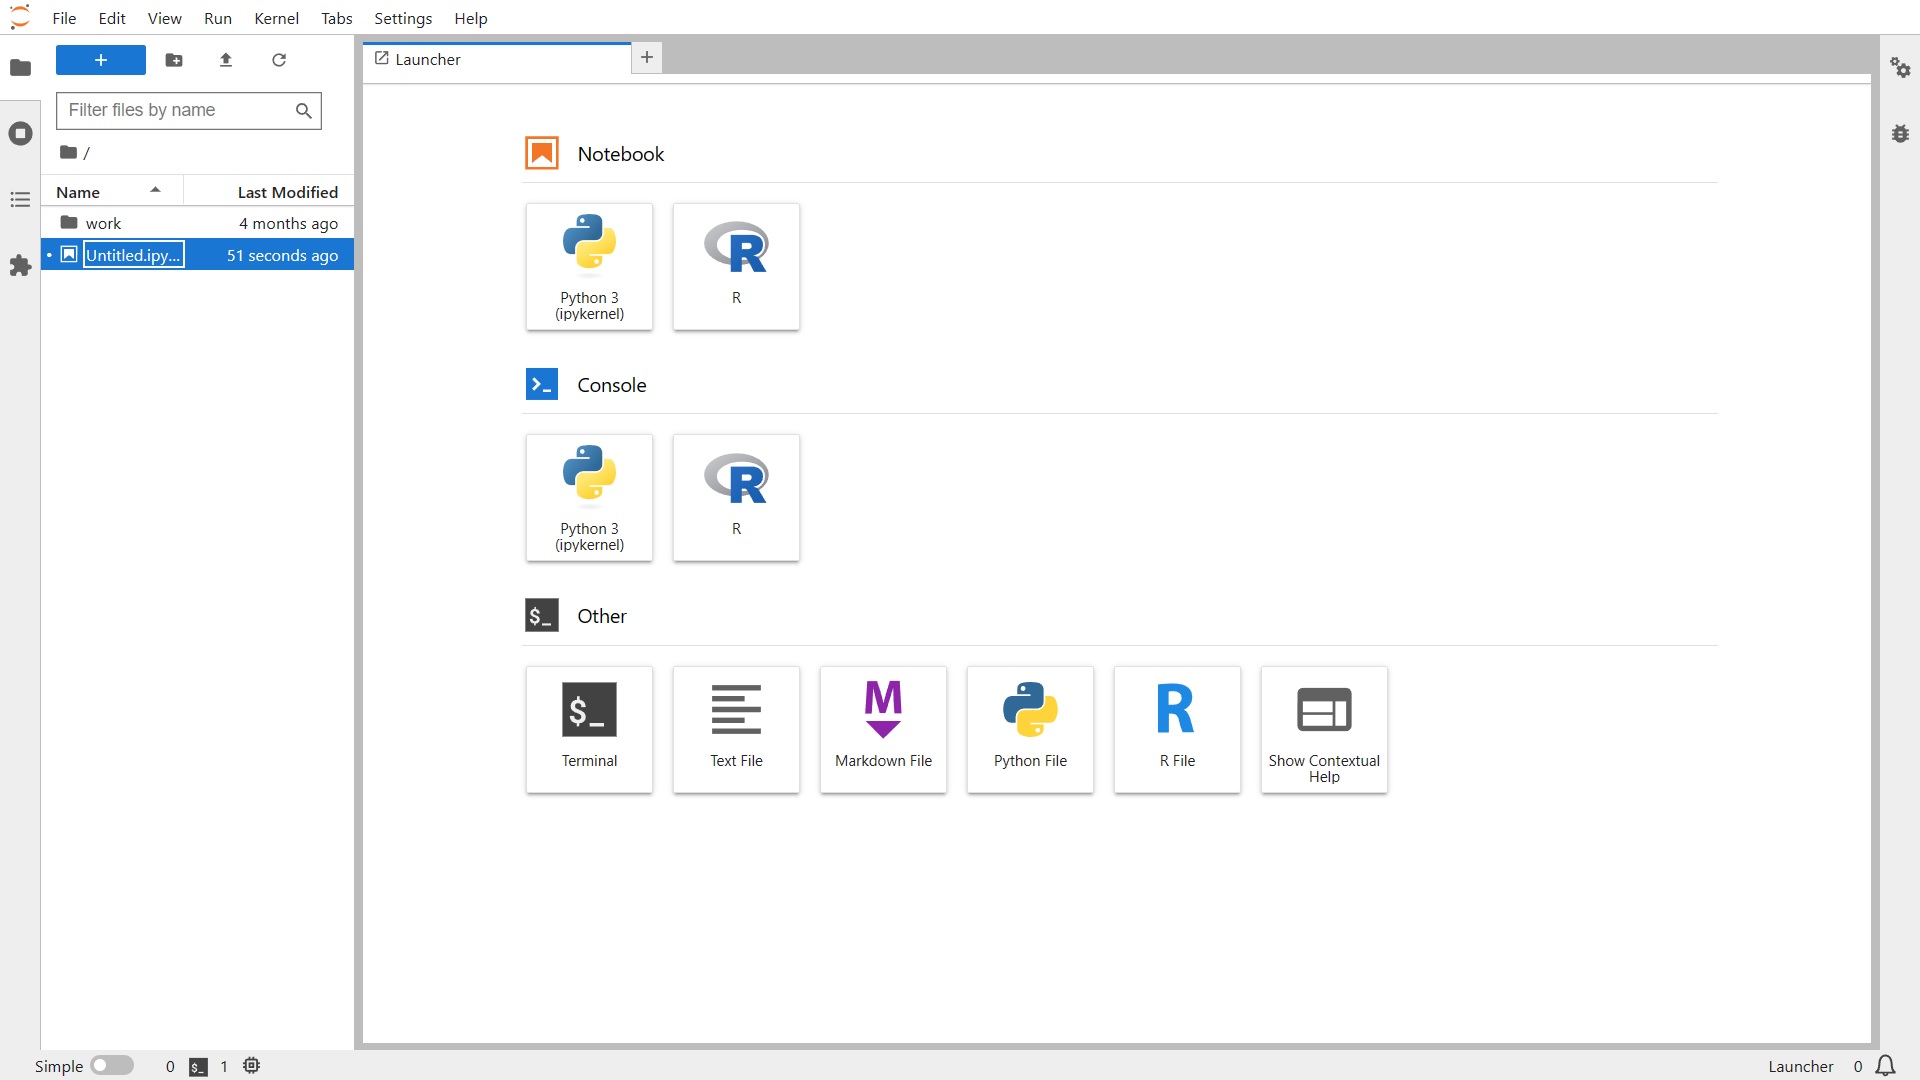 File Edit View Run Kernel Tabs Settings Help
Launcher
Filter files by name
/
Name Last Modified
work 4 months ago
Untitled.ipy... 51 seconds ago
Notebook
Python 3
(ipykernel)
R
Console
Python 3
(ipykernel)
R
$_ Other
$_
Terminal
Text File
M
Markdown File
Python File
R
R File
Show Contextual
Help
Simple 0 $_ 1
Launcher 0